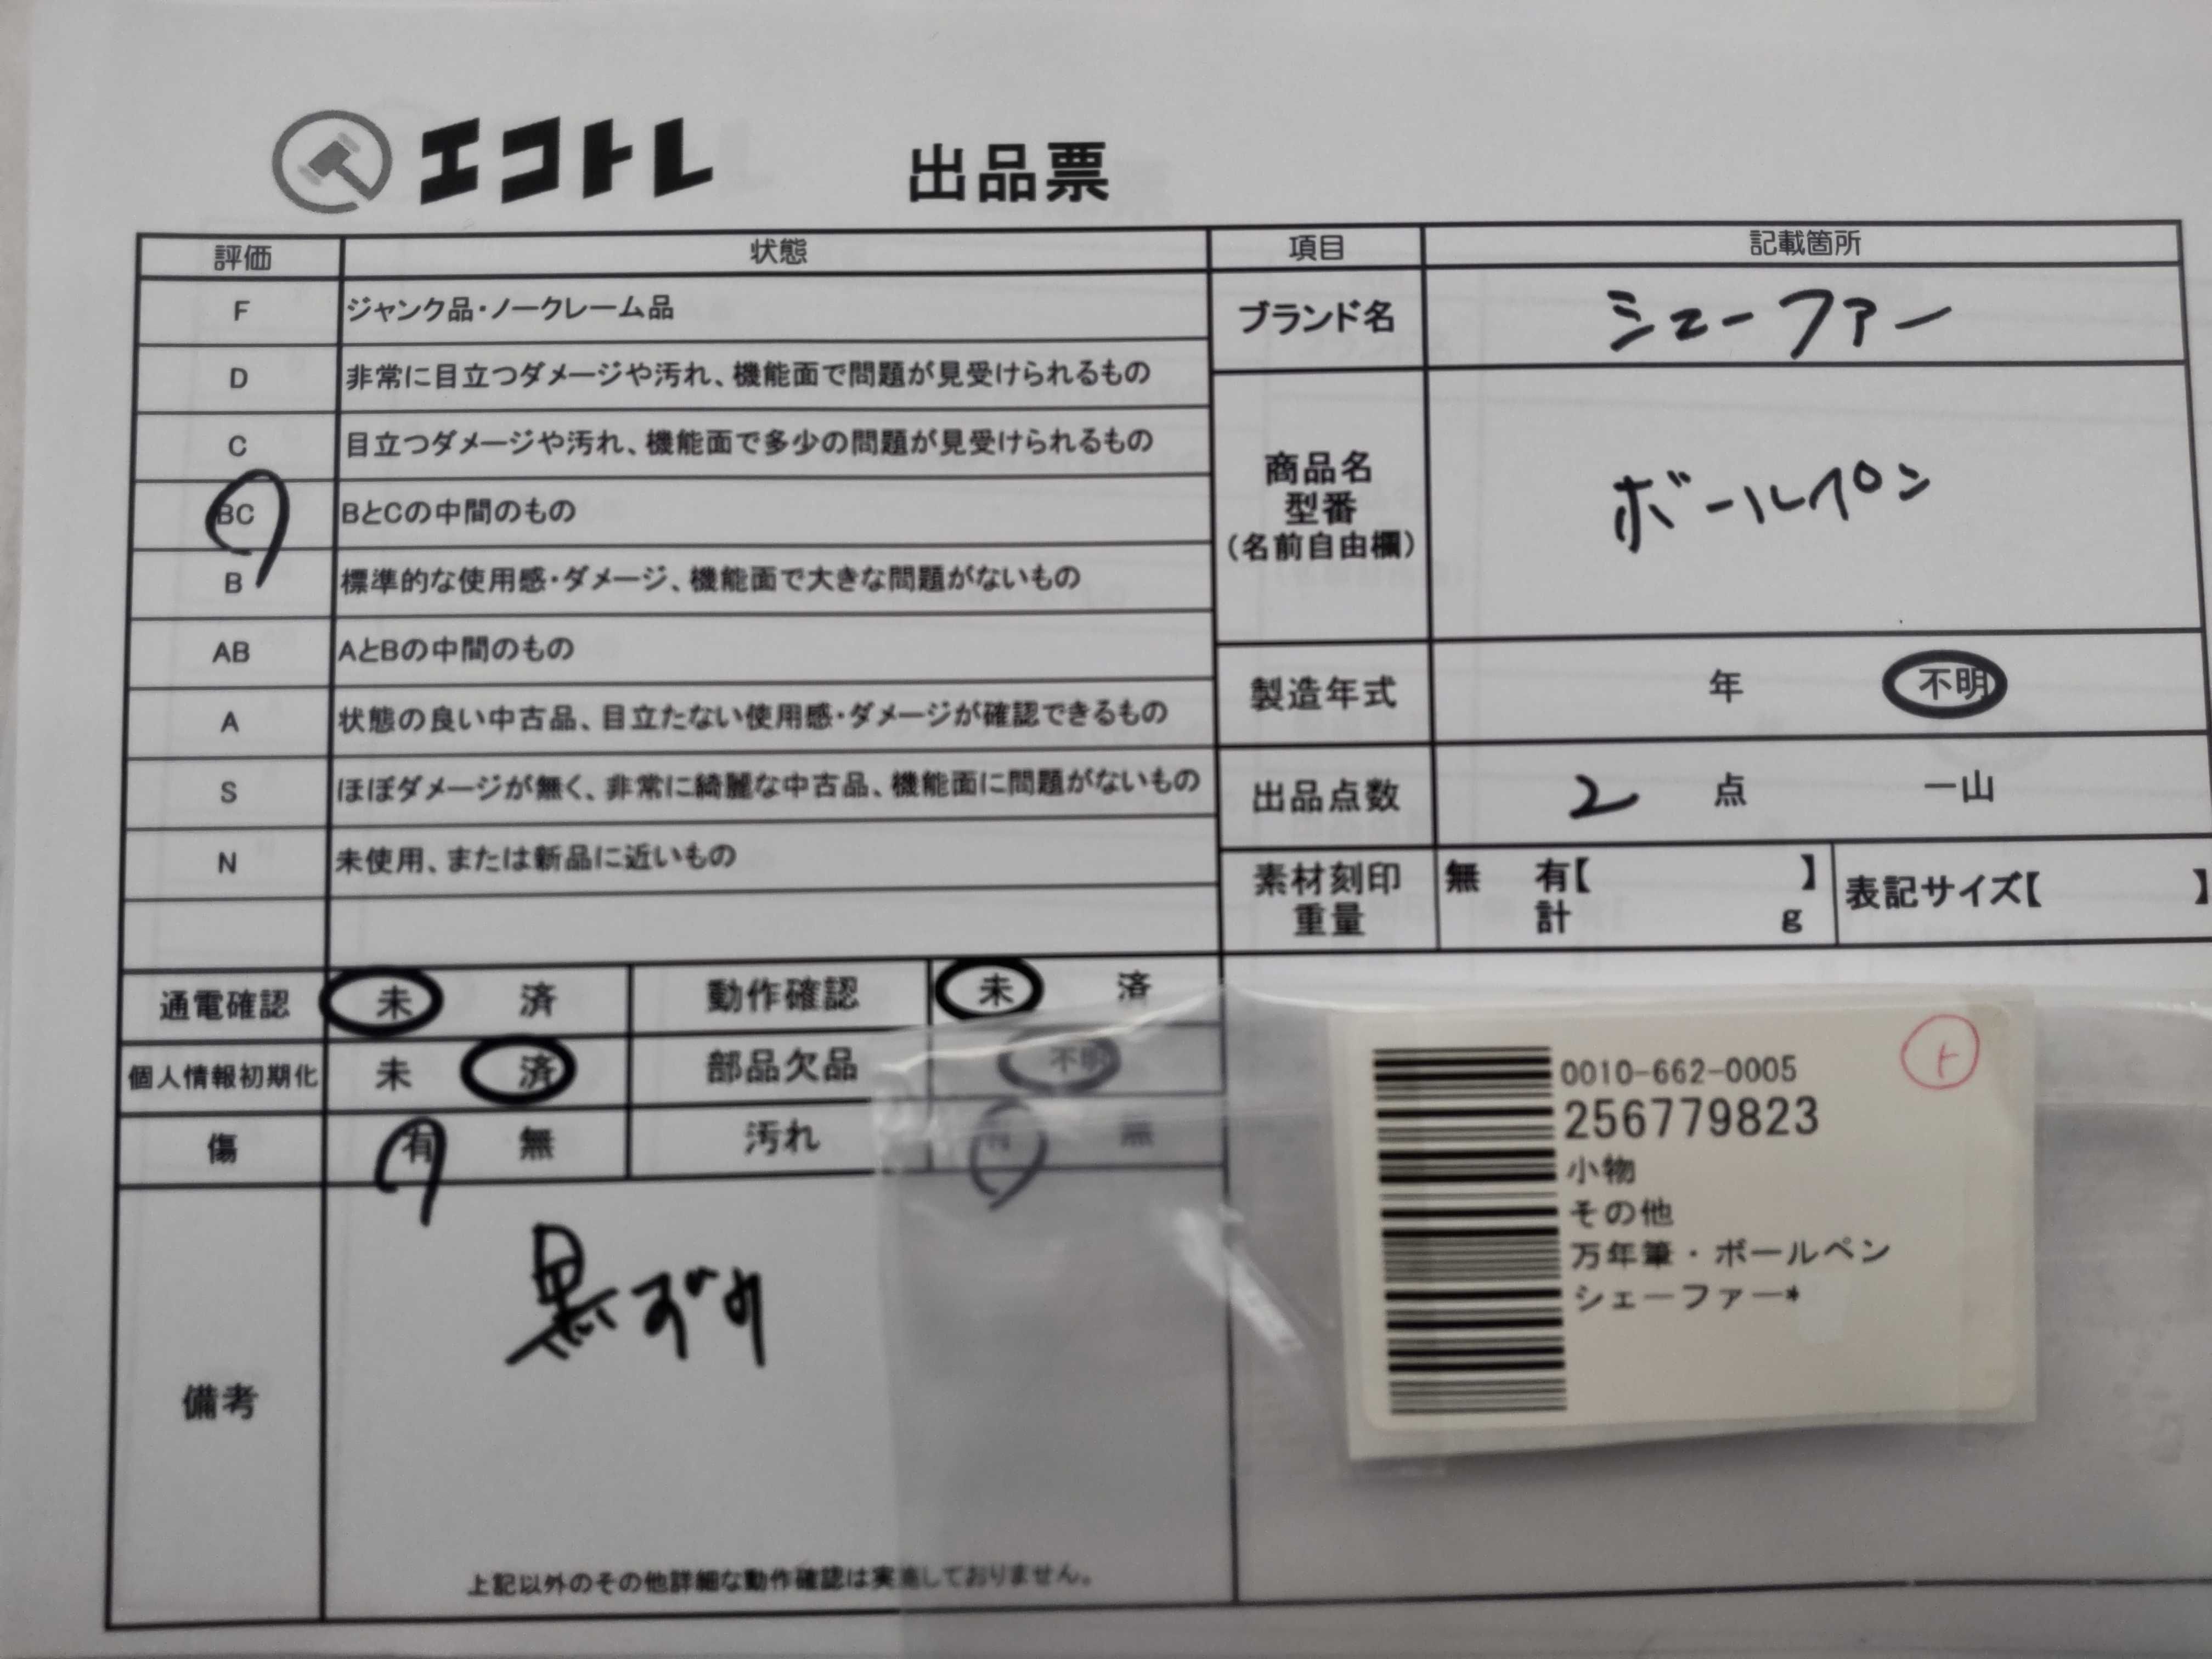 エコトレ 出品票
評価 状態 項目 記載箇所
F ジャンク品・ノークレーム品
D 非常に目立つダメージや汚れ、機能面で問題が見受けられるもの
C 目立つダメージや汚れ、機能面で多少の問題が見受けられるもの
BC BとCの中間のもの
B 標準的な使用感・ダメージ、機能面で大きな問題がないもの
AB AとBの中間のもの
A 状態の良い中古品、目立たない使用感・ダメージが確認できるもの
S ほぼダメージが無く、非常に綺麗な中古品、機能面に問題がないもの
N 未使用、または新品に近いもの
ブランド名 シェーファー
商品名
型番
(名前自由欄)
ボールペン
製造年式 年 不明
出品点数 2 点 一山
素材刻印 無 有【 】
重量 計 g
表記サイズ【 】
通電確認 未 済 動作確認 未 済
個人情報初期化 未 済 部品欠品 不明
傷 有 無 汚れ 有 無
備考
上記以外のその他詳細な動作確認は実施しておりません。
0010-662-0005
256779823
小物
その他
万年筆・ボールペン
シェーファー*